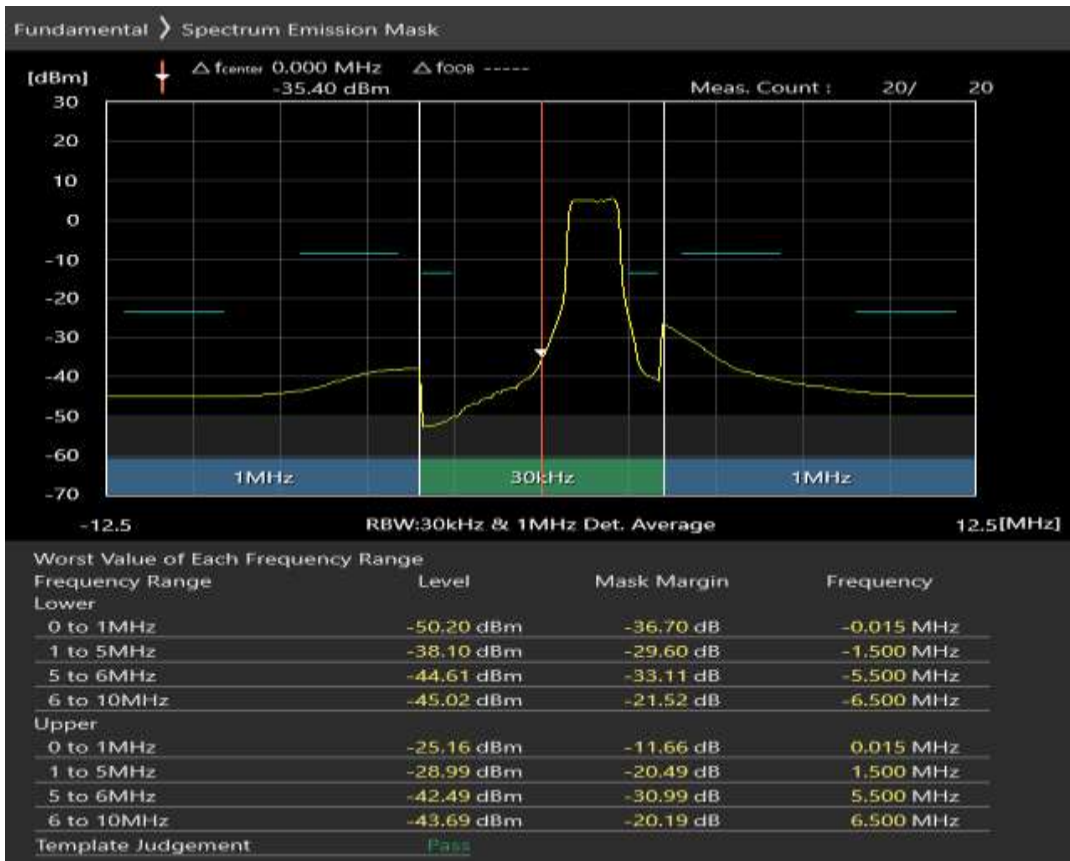 Fundamental 》 Spectrum Emission Mask
[dBm] △ fcenter 0.000 MHz △ fOOB -----
-35.40 dBm Meas. Count : 20/ 20
30
20
10
0
-10
-20
-30
-40
-50
-60
1MHz 30kHz 1MHz
-70
-12.5 RBW:30kHz & 1MHz Det. Average 12.5[MHz]
Worst Value of Each Frequency Range
Frequency Range Level Mask Margin Frequency
Lower
0 to 1MHz -50.20 dBm -36.70 dB -0.015 MHz
1 to 5MHz -38.10 dBm -29.60 dB -1.500 MHz
5 to 6MHz -44.61 dBm -33.11 dB -5.500 MHz
6 to 10MHz -45.02 dBm -21.52 dB -6.500 MHz
Upper
0 to 1MHz -25.16 dBm -11.66 dB 0.015 MHz
1 to 5MHz -28.99 dBm -20.49 dB 1.500 MHz
5 to 6MHz -42.49 dBm -30.99 dB 5.500 MHz
6 to 10MHz -43.69 dBm -20.19 dB 6.500 MHz
Template Judgement Pass